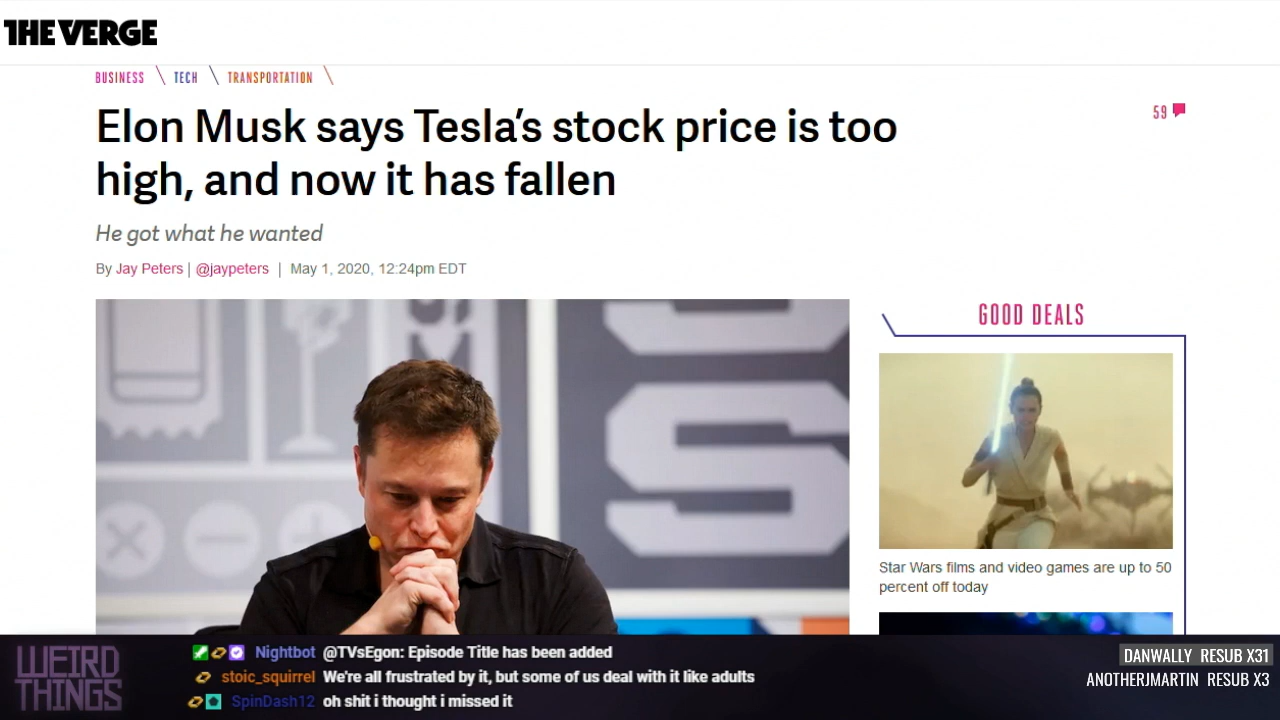 THE VERGE
BUSINESS
TECH
TRANSPORTATION
Elon Musk says Tesla's stock price is too
high, and now it has fallen
59
He got what he wanted
By Jay Peters | @jaypeters | May 1, 2020, 12:24pm EDT
GOOD DEALS
Star Wars films and video games are up to 50
percent off today
WEIRD
THINGS
Nightbot @TVsEgon: Episode Title has been added
stoic_squirrel We're all frustrated by it, but some of us deal with it like adults
SpinDash12 oh shit i thought i missed it
DANWALLY RESUB X31
ANOTHERJMARTIN RESUB X3